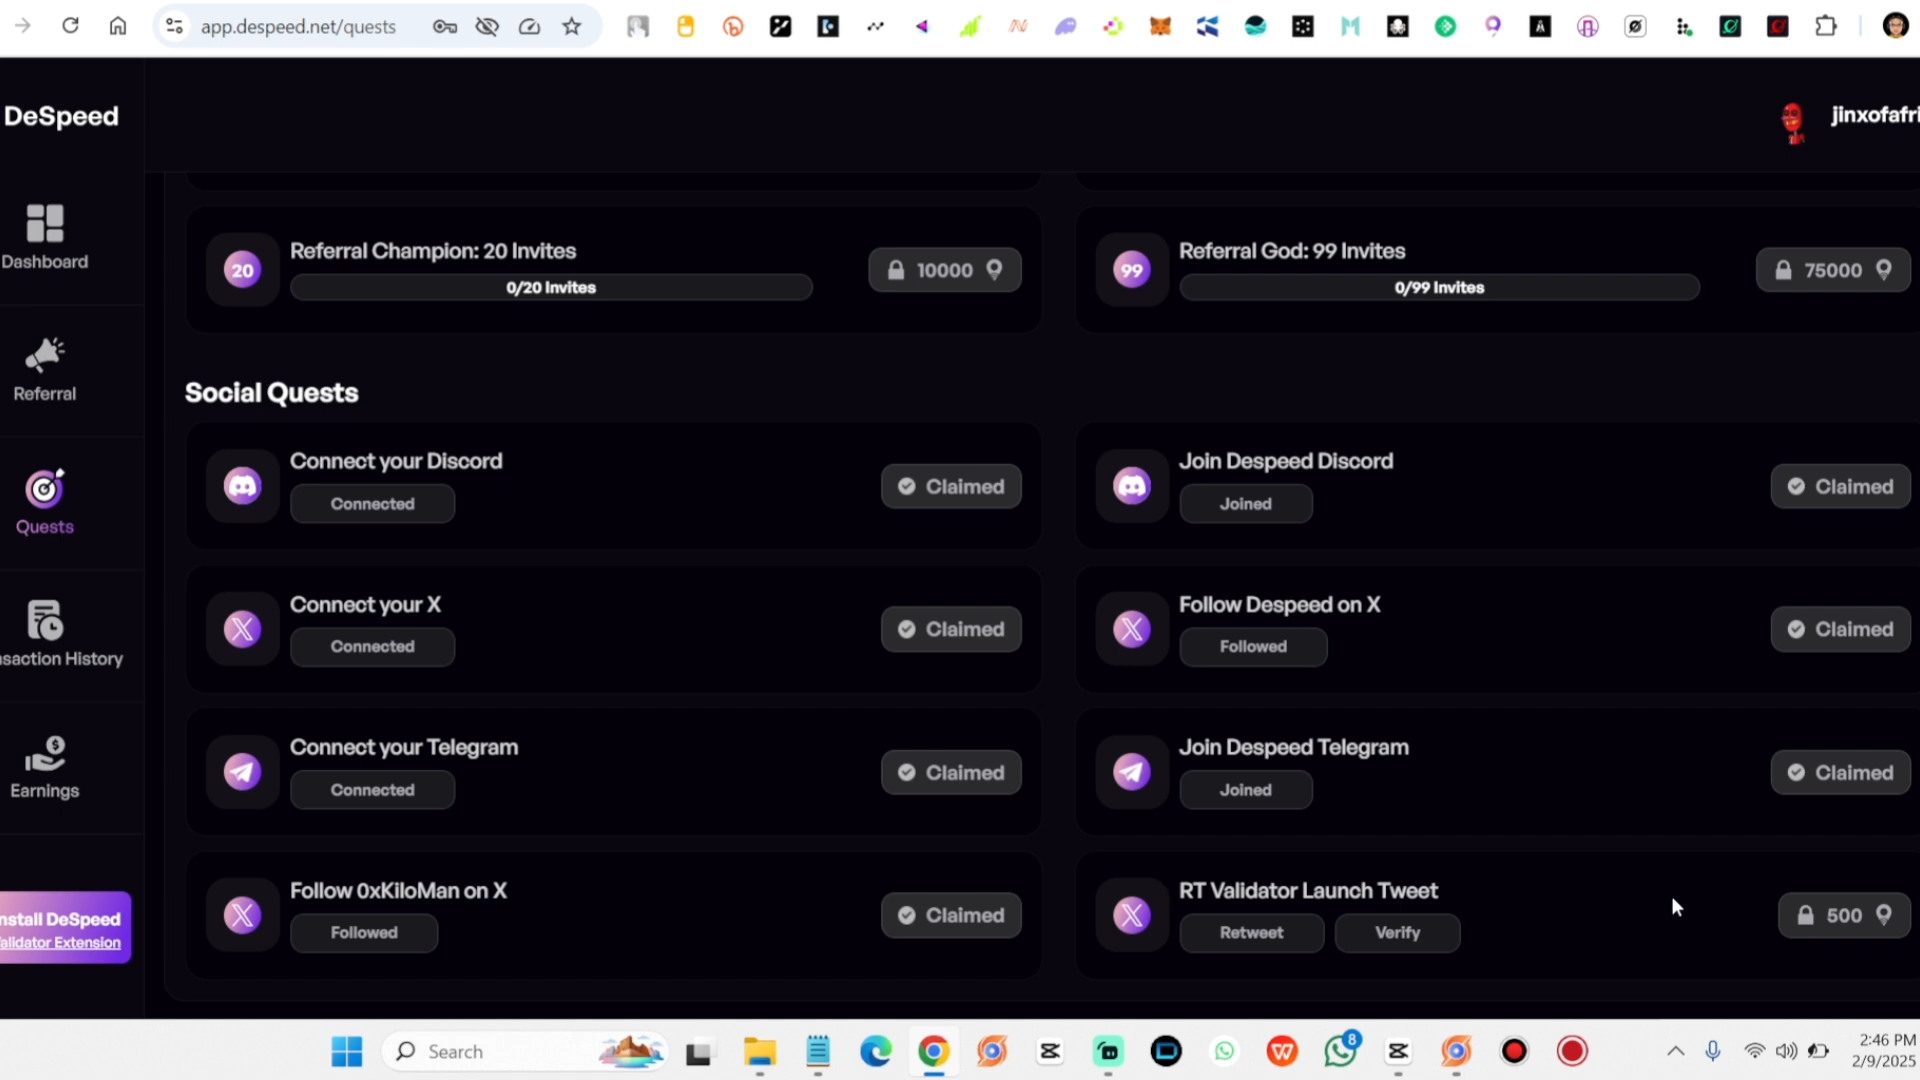 app.despeed.net/quests
DeSpeed
jinxofafri
Dashboard
Referral
Quests
nsaction History
Earnings
nstall DeSpeed
alidator Extension
20
Referral Champion: 20 Invites
0/20 Invites
10000
99
Referral God: 99 Invites
0/99 Invites
75000
Social Quests
Connect your Discord
Connected
Claimed
Join Despeed Discord
Joined
Claimed
Connect your X
Connected
Claimed
Follow Despeed on X
Followed
Claimed
Connect your Telegram
Connected
Claimed
Join Despeed Telegram
Joined
Claimed
Follow 0xKiloMan on X
Followed
Claimed
RT Validator Launch Tweet
Retweet
Verify
500
Search
8
2:46 PM
2/9/2025